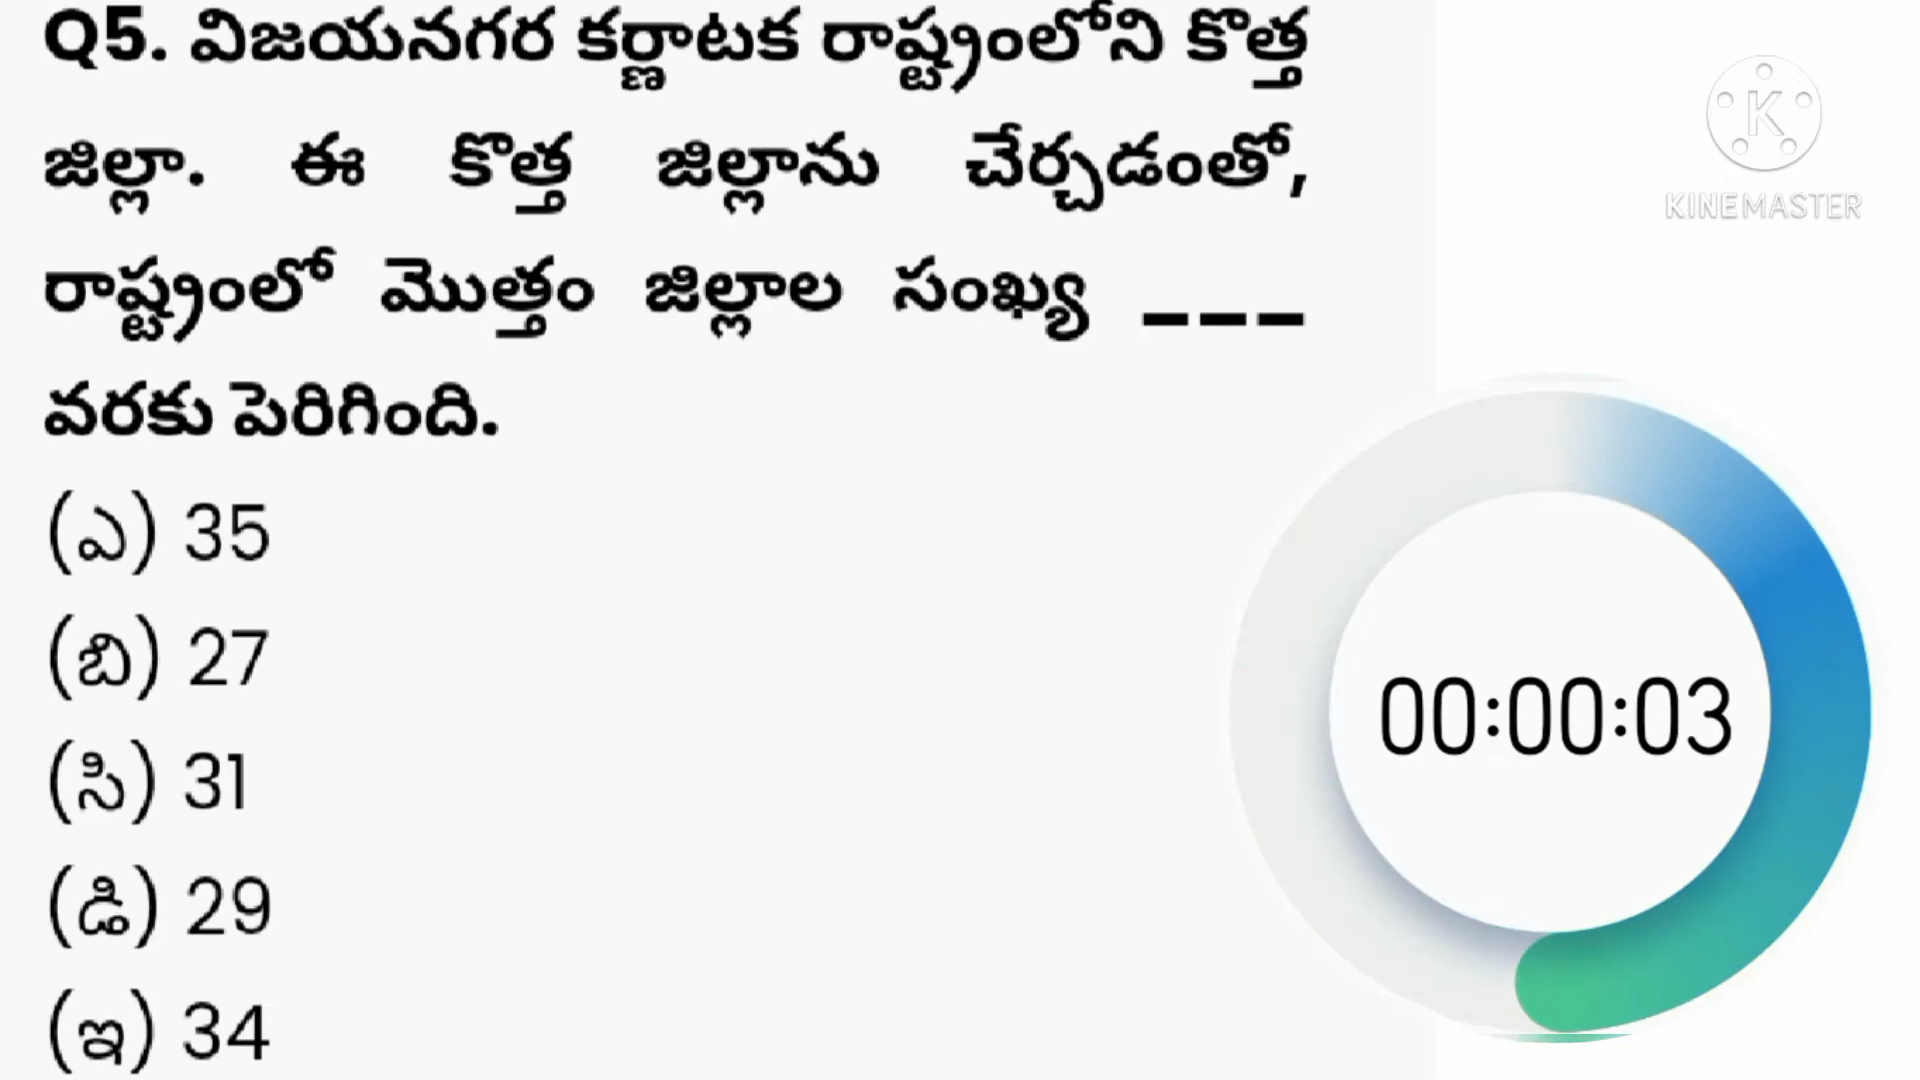 Q5. విజయనగర కర్ణాటక రాష్ట్రంలోని కొత్త
జిల్లా. ఈ కొత్త జిల్లాను చేర్చడంతో,
రాష్ట్రంలో మొత్తం జిల్లాల సంఖ్య ___
వరకు పెరిగింది.
(ఎ) 35
(బి) 27
(సి) 31
(డి) 29
(ఇ) 34
K
KINEMASTER
00:00:03